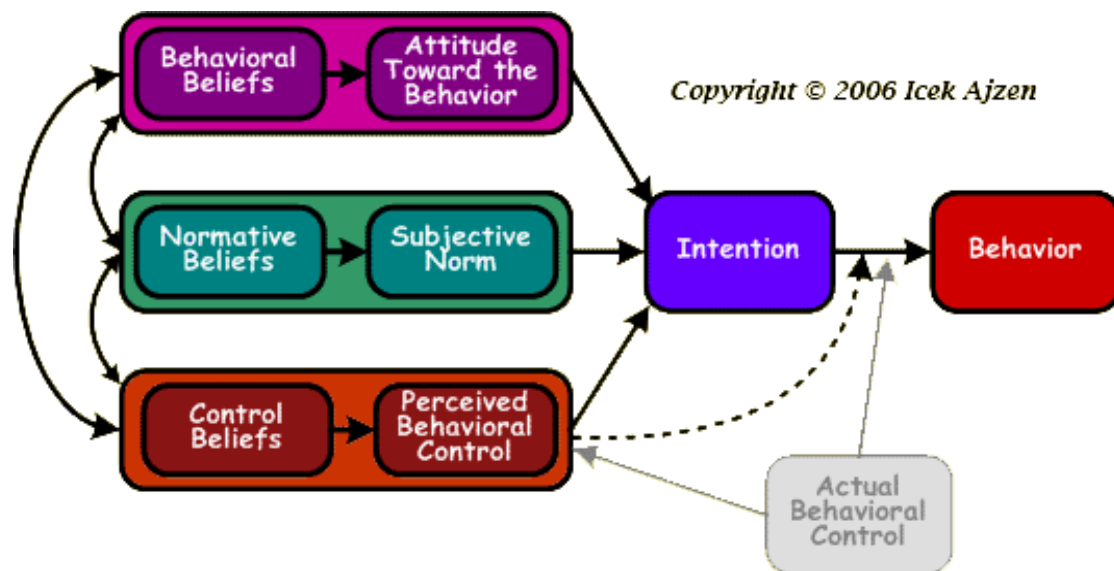 Behavioral
Beliefs
Attitude
Toward the
Behavior
Copyright © 2006 Icek Ajzen
Normative
Beliefs
Subjective
Norm
Intention
Behavior
Control
Beliefs
Perceived
Behavioral
Control
Actual
Behavioral
Control